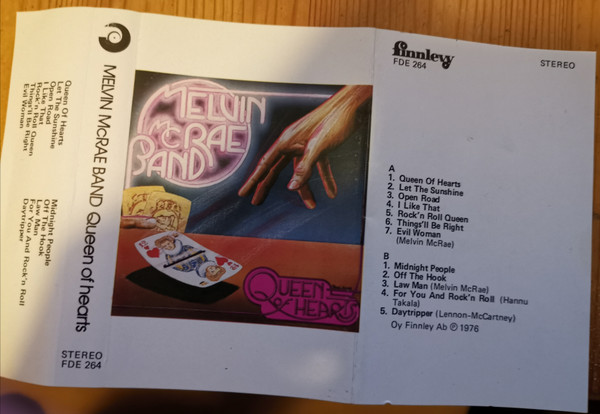 Queen Of Hearts
Let The Sunshine
Open Road
I Like That
Rock'n Roll Queen
Things'll Be Right
Evil Woman
Midnight People
Off The Hook
Law Man
For You And Rock'n Roll
Daytripper
MELVIN McRAE BAND Queen of hearts
STEREO
FDE 264
MELVIN
McRAE
BAND
QUEEN
of HEARTS
finnlevy
FDE 264
STEREO
A
1. Queen Of Hearts
2. Let The Sunshine
3. Open Road
4. I Like That
5. Rock'n Roll Queen
6. Things'll Be Right
7. Evil Woman
(Melvin McRae)
B
1. Midnight People
2. Off The Hook
3. Law Man (Melvin McRae)
4. For You And Rock'n Roll (Hannu
Takala)
5. Daytripper (Lennon-McCartney)
Oy Finnley Ab ℗ 1976